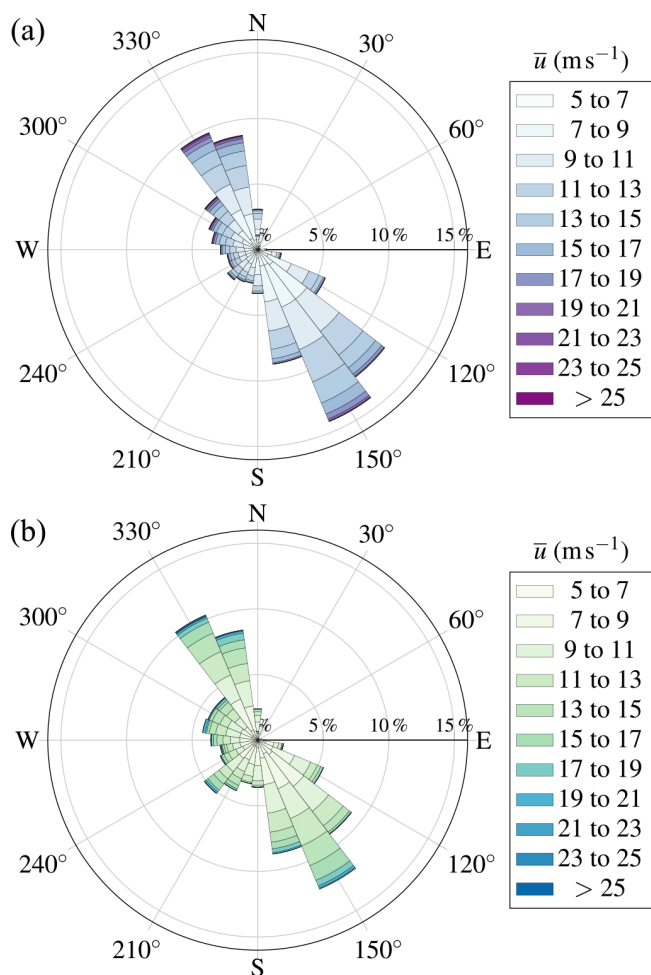 (a)
N
330°
30°
300°
60°
W
%
5 %
10 %
15 %
E
240°
120°
210°
150°
S
u̅ (m s⁻¹)
5 to 7
7 to 9
9 to 11
11 to 13
13 to 15
15 to 17
17 to 19
19 to 21
21 to 23
23 to 25
> 25
(b)
N
330°
30°
300°
60°
W
%
5 %
10 %
15 %
E
240°
120°
210°
150°
S
u̅ (m s⁻¹)
5 to 7
7 to 9
9 to 11
11 to 13
13 to 15
15 to 17
17 to 19
19 to 21
21 to 23
23 to 25
> 25